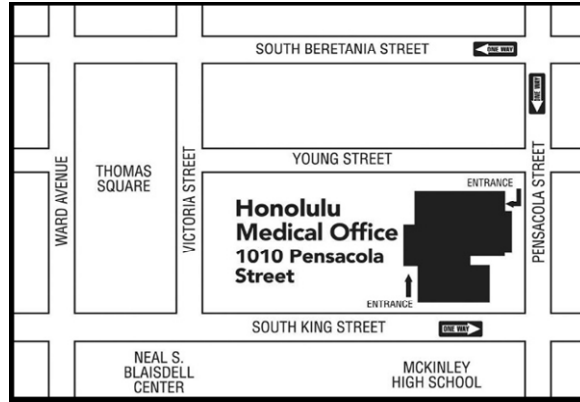 SOUTH BERETANIA STREET
ONE WAY
ONE WAY
WARD AVENUE
THOMAS
SQUARE
VICTORIA STREET
YOUNG STREET
PENSACOLA STREET
ENTRANCE
Honolulu
Medical Office
1010 Pensacola
Street
ENTRANCE
SOUTH KING STREET
ONE WAY
NEAL S.
BLAISDELL
CENTER
MCKINLEY
HIGH SCHOOL